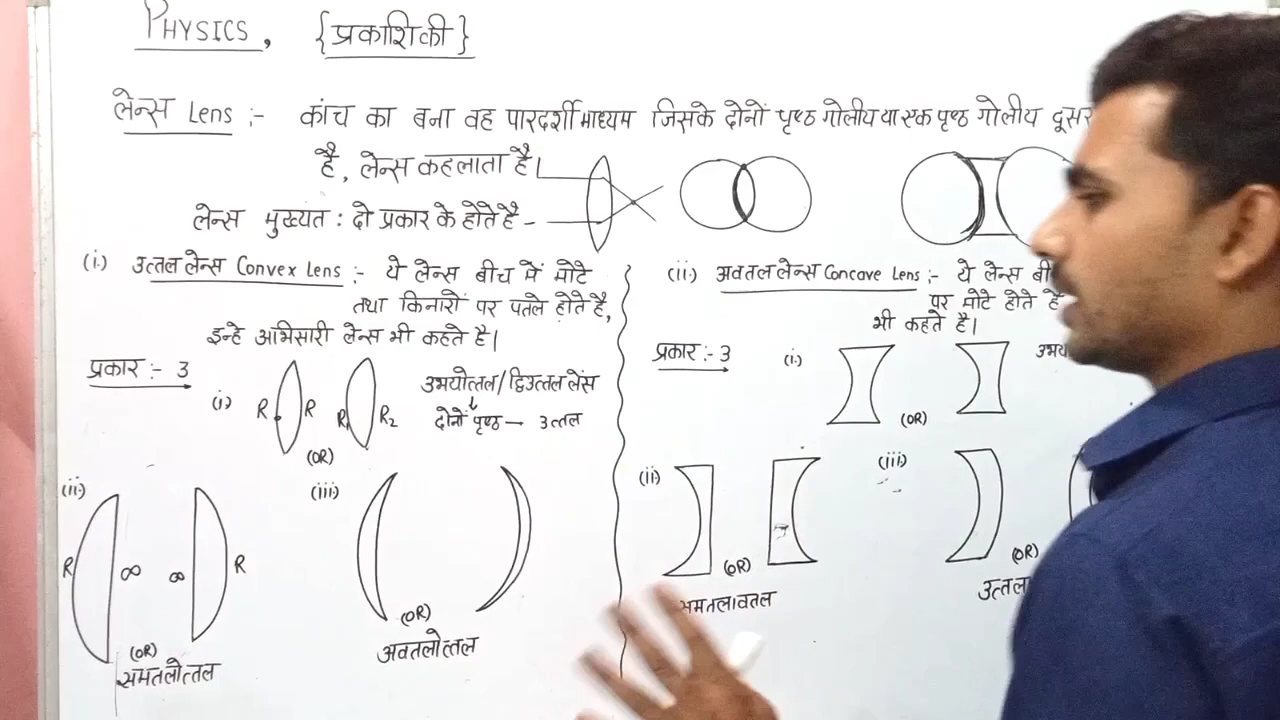 PHYSICS, {प्रकाशिकी}
लेन्स Lens :- कांच का बना वह पारदर्शी माध्यम जिसके दोनों पृष्ठ गोलीय या एक पृष्ठ गोलीय
है, लेन्स कहलाता है।
लेन्स मुख्यत : दो प्रकार के होते है -
(i.) उत्तल लेन्स Convex Lens :- ये लेन्स बीच में मोटे
तथा किनारों पर पतले होते है,
इन्हे अभिसारी लेन्स भी कहते है।
प्रकार :- 3
(i) R R R1 R2 उभयोत्तल/द्विउत्तल लेंस
(OR) दोनों पृष्ठ → उत्तल
(ii) R ∞ ∞ R
(OR)
समतलोत्तल
(iii)
(OR)
अवतलोत्तल
(ii) अवतल लेन्स Concave Lens :- ये लेन्स
पर मोटे होते है
भी कहते है।
प्रकार :- 3
(i.)
(OR)
(ii)
(OR)
समतलावतल
(iii)
(OR)